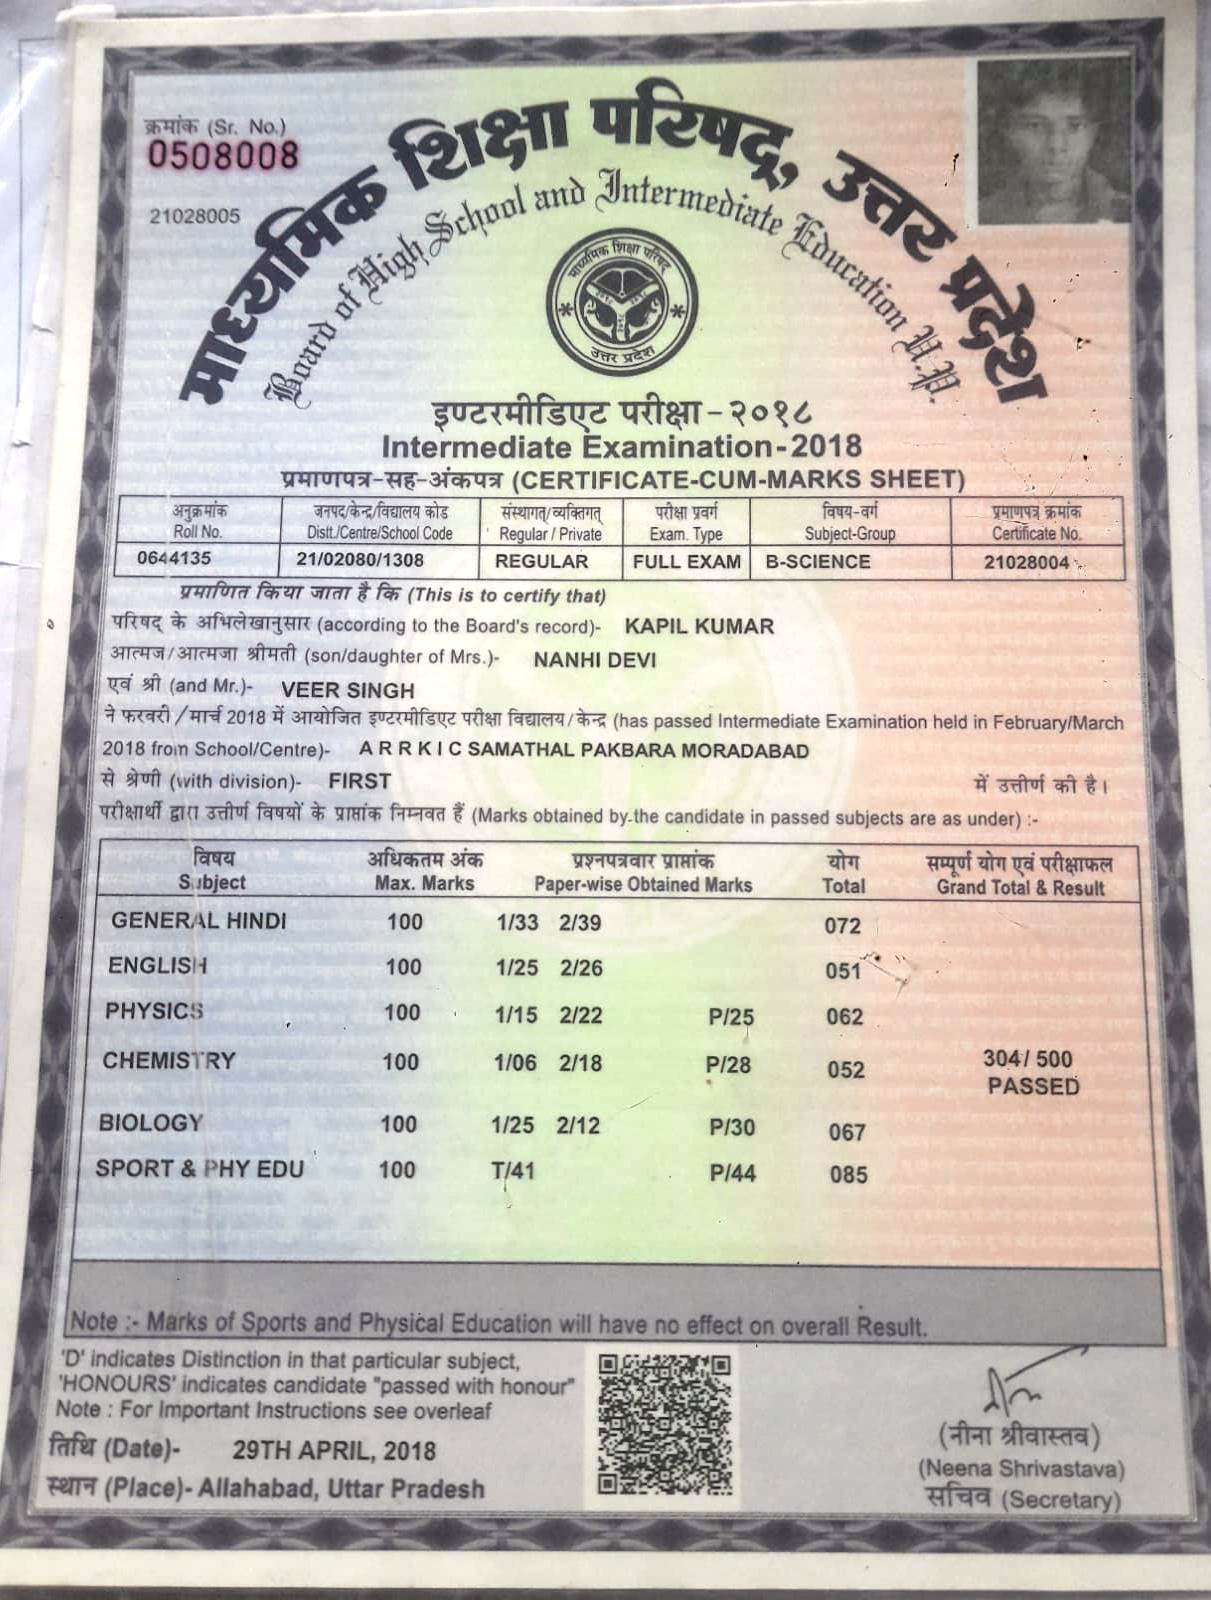 क्रमांक (Sr. No.)
0508008
21028005
माध्यमिक शिक्षा परिषद्, उत्तर प्रदेश
Board of High School and Intermediate Education U.P.
माध्यमिक शिक्षा परिषद
उत्तर प्रदेश
इण्टरमीडिएट परीक्षा - २०१८
Intermediate Examination-2018
प्रमाणपत्र-सह-अंकपत्र (CERTIFICATE-CUM-MARKS SHEET)
अनुक्रमांक जनपद/केन्द्र/विद्यालय कोड संस्थागत्/व्यक्तिगत् परीक्षा प्रवर्ग विषय-वर्ग प्रमाणपत्र क्रमांक
Roll No. Distt./Centre/School Code Regular / Private Exam. Type Subject-Group Certificate No.
0644135 21/02080/1308 REGULAR FULL EXAM B-SCIENCE 21028004
प्रमाणित किया जाता है कि (This is to certify that)
परिषद् के अभिलेखानुसार (according to the Board's record)- KAPIL KUMAR
आत्मज/आत्मजा श्रीमती (son/daughter of Mrs.)- NANHI DEVI
एवं श्री (and Mr.)- VEER SINGH
ने फरवरी/मार्च 2018 में आयोजित इण्टरमीडिएट परीक्षा विद्यालय/केन्द्र (has passed Intermediate Examination held in February/March
2018 from School/Centre)- A R R K I C SAMATHAL PAKBARA MORADABAD
से श्रेणी (with division)- FIRST में उत्तीर्ण की है।
परीक्षार्थी द्वारा उत्तीर्ण विषयों के प्राप्तांक निम्नवत हैं (Marks obtained by the candidate in passed subjects are as under) :-
विषय अधिकतम अंक प्रश्नपत्रवार प्राप्तांक योग सम्पूर्ण योग एवं परीक्षाफल
Subject Max. Marks Paper-wise Obtained Marks Total Grand Total & Result
GENERAL HINDI 100 1/33 2/39 072
ENGLISH 100 1/25 2/26 051
PHYSICS 100 1/15 2/22 P/25 062
CHEMISTRY 100 1/06 2/18 P/28 052 304/ 500
PASSED
BIOLOGY 100 1/25 2/12 P/30 067
SPORT & PHY EDU 100 T/41 P/44 085
Note :- Marks of Sports and Physical Education will have no effect on overall Result.
'D' indicates Distinction in that particular subject,
'HONOURS' indicates candidate "passed with honour"
Note : For Important Instructions see overleaf
तिथि (Date)- 29TH APRIL, 2018
स्थान (Place)- Allahabad, Uttar Pradesh
(नीना श्रीवास्तव)
(Neena Shrivastava)
सचिव (Secretary)